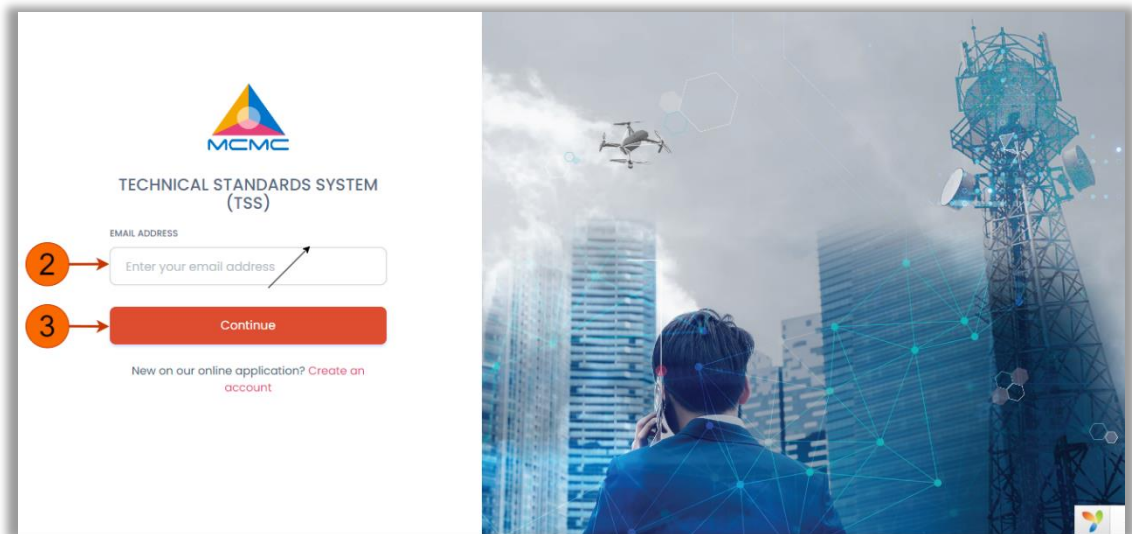 MCMC
TECHNICAL STANDARDS SYSTEM
(TSS)
EMAIL ADDRESS
2
Enter your email address
3
Continue
New on our online application? Create an
account